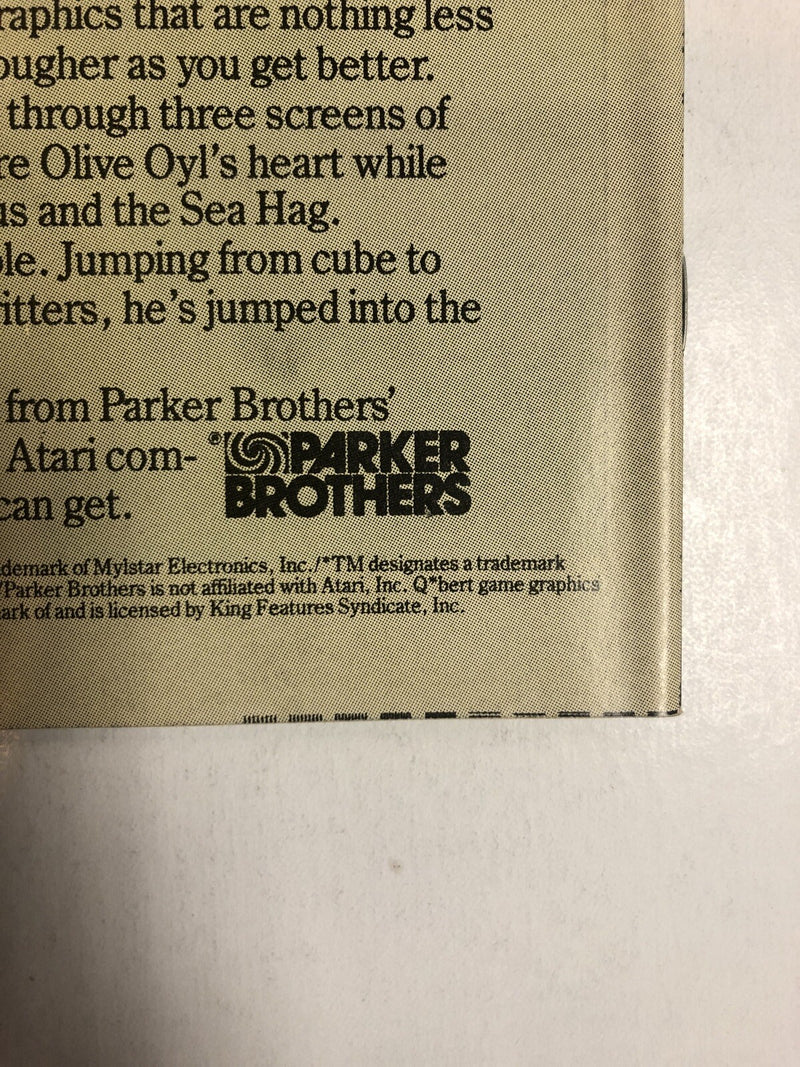 raphics that are nothing less
ougher as you get better.
through three screens of
re Olive Oyl's heart while
us and the Sea Hag.
le. Jumping from cube to
itters, he's jumped into the
from Parker Brothers'
Atari com-
can get.
® PARKER
BROTHERS
demark of Mylstar Electronics, Inc./*TM designates a trademark
Parker Brothers is not affiliated with Atari, Inc. Q*bert game graphics
ark of and is licensed by King Features Syndicate, Inc.